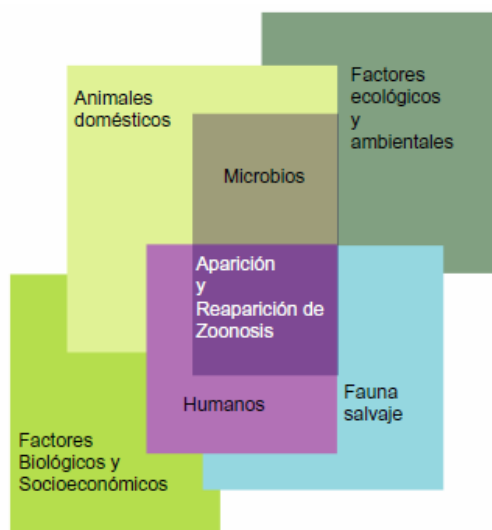 Factores
ecológicos
y
ambientales
Animales
domésticos
Microbios
Aparición
y
Reaparición de
Zoonosis
Humanos
Fauna
salvaje
Factores
Biológicos y
Socioeconómicos